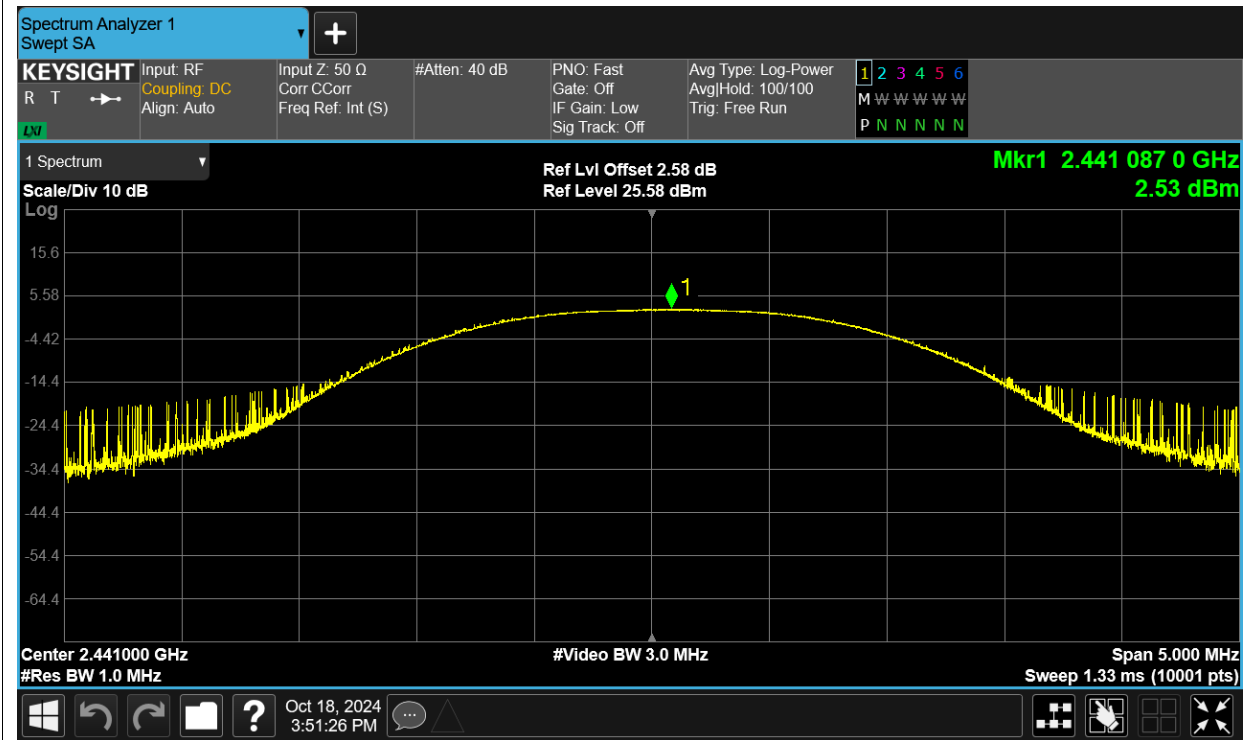 Spectrum Analyzer 1
Swept SA
KEYSIGHT
R T
LXI
Input: RF
Coupling: DC
Align: Auto
Input Z: 50 Ω
Corr CCorr
Freq Ref: Int (S)
#Atten: 40 dB
PNO: Fast
Gate: Off
IF Gain: Low
Sig Track: Off
Avg Type: Log-Power
Avg|Hold: 100/100
Trig: Free Run
1 2 3 4 5 6
M W W W W W
P N N N N N
1 Spectrum
Scale/Div 10 dB
Log
Ref Lvl Offset 2.58 dB
Ref Level 25.58 dBm
Mkr1 2.441 087 0 GHz
2.53 dBm
15.6
5.58
-4.42
-14.4
-24.4
-34.4
-44.4
-54.4
-64.4
1
Center 2.441000 GHz
#Res BW 1.0 MHz
#Video BW 3.0 MHz
Span 5.000 MHz
Sweep 1.33 ms (10001 pts)
?
Oct 18, 2024
3:51:26 PM